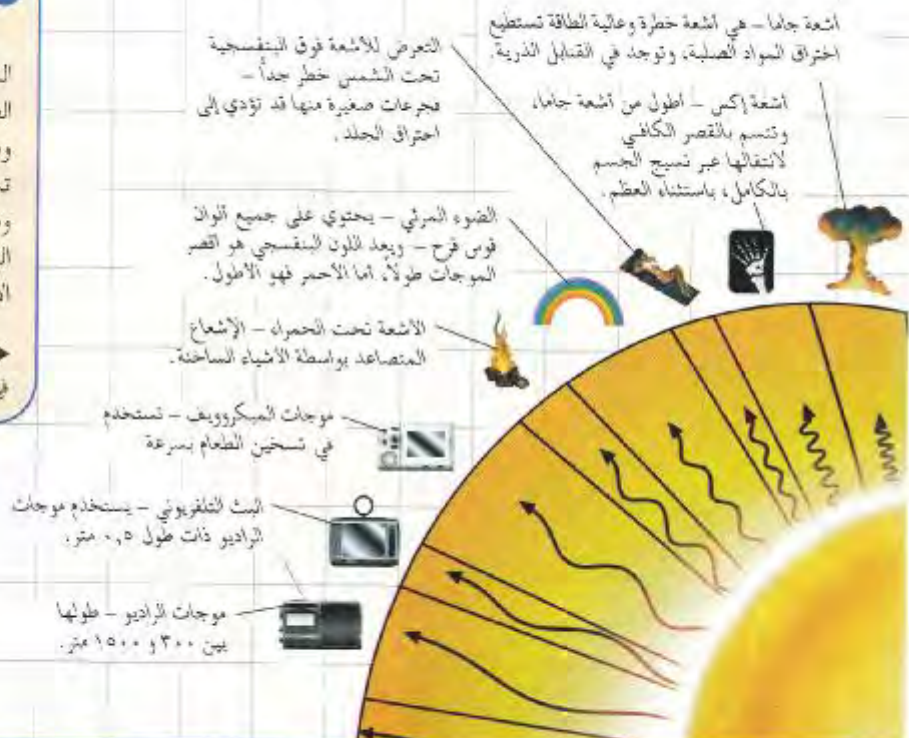 أشعة جاما – هي أشعة خطرة وعالية الطاقة تستطيع
اختراق المواد الصلبة، وتوجد في القنابل الذرية.
أشعة إكس – أطول من أشعة جاما،
وتتسم بالقصر الكافي
لانتقالها عبر نسيج الجسم
بالكامل، باستثناء العظم.
التعرض للأشعة فوق البنفسجية
تحت الشمس خطر جداً –
فجرعات صغيرة منها قد تؤدي إلى
احتراق الجلد.
الضوء المرئي – يحتوي على جميع ألوان
قوس قزح – ويعد اللون البنفسجي هو أقصر
الموجات طولاً، أما الأحمر فهو الأطول.
الأشعة تحت الحمراء – الإشعاع
المتصاعد بواسطة الأشياء الساخنة.
موجات الميكروويف – تستخدم
في تسخين الطعام بسرعة
البث التلفزيوني – يستخدم موجات
الراديو ذات طول ٠,٥ متر.
موجات الراديو – طولها
بين ٣٠٠ و ١٥٠٠ متر.